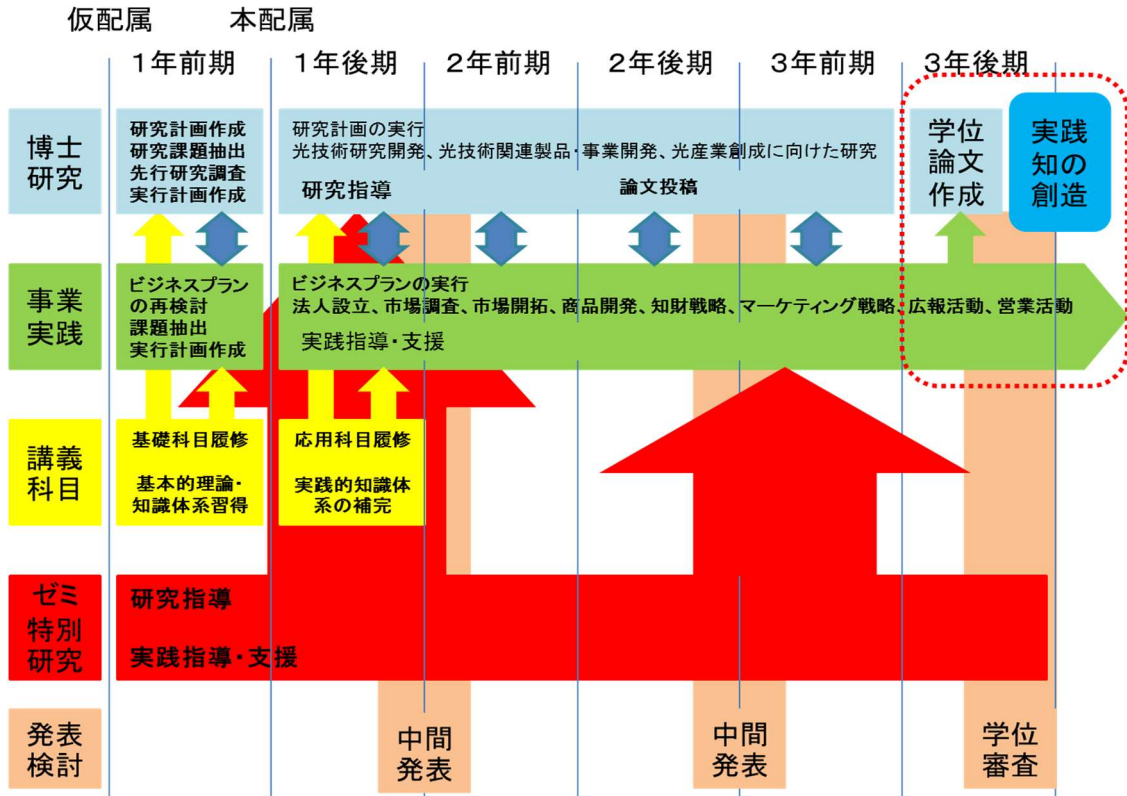 仮配属
本配属
１年前期
１年後期
２年前期
２年後期
３年前期
３年後期
博士
研究
研究計画作成
研究課題抽出
先行研究調査
実行計画作成
研究計画の実行
光技術研究開発、光技術関連製品・事業開発、光産業創成に向けた研究
研究指導
論文投稿
学位
論文
作成
実践
知の
創造
事業
実践
ビジネスプラン
の再検討
課題抽出
実行計画作成
ビジネスプランの実行
法人設立、市場調査、市場開拓、商品開発、知財戦略、マーケティング戦略、広報活動、営業活動
実践指導・支援
講義
科目
基礎科目履修
基本的理論・
知識体系習得
応用科目履修
実践的知識体
系の補完
ゼミ
特別
研究
研究指導
実践指導・支援
発表
検討
中間
発表
中間
発表
学位
審査